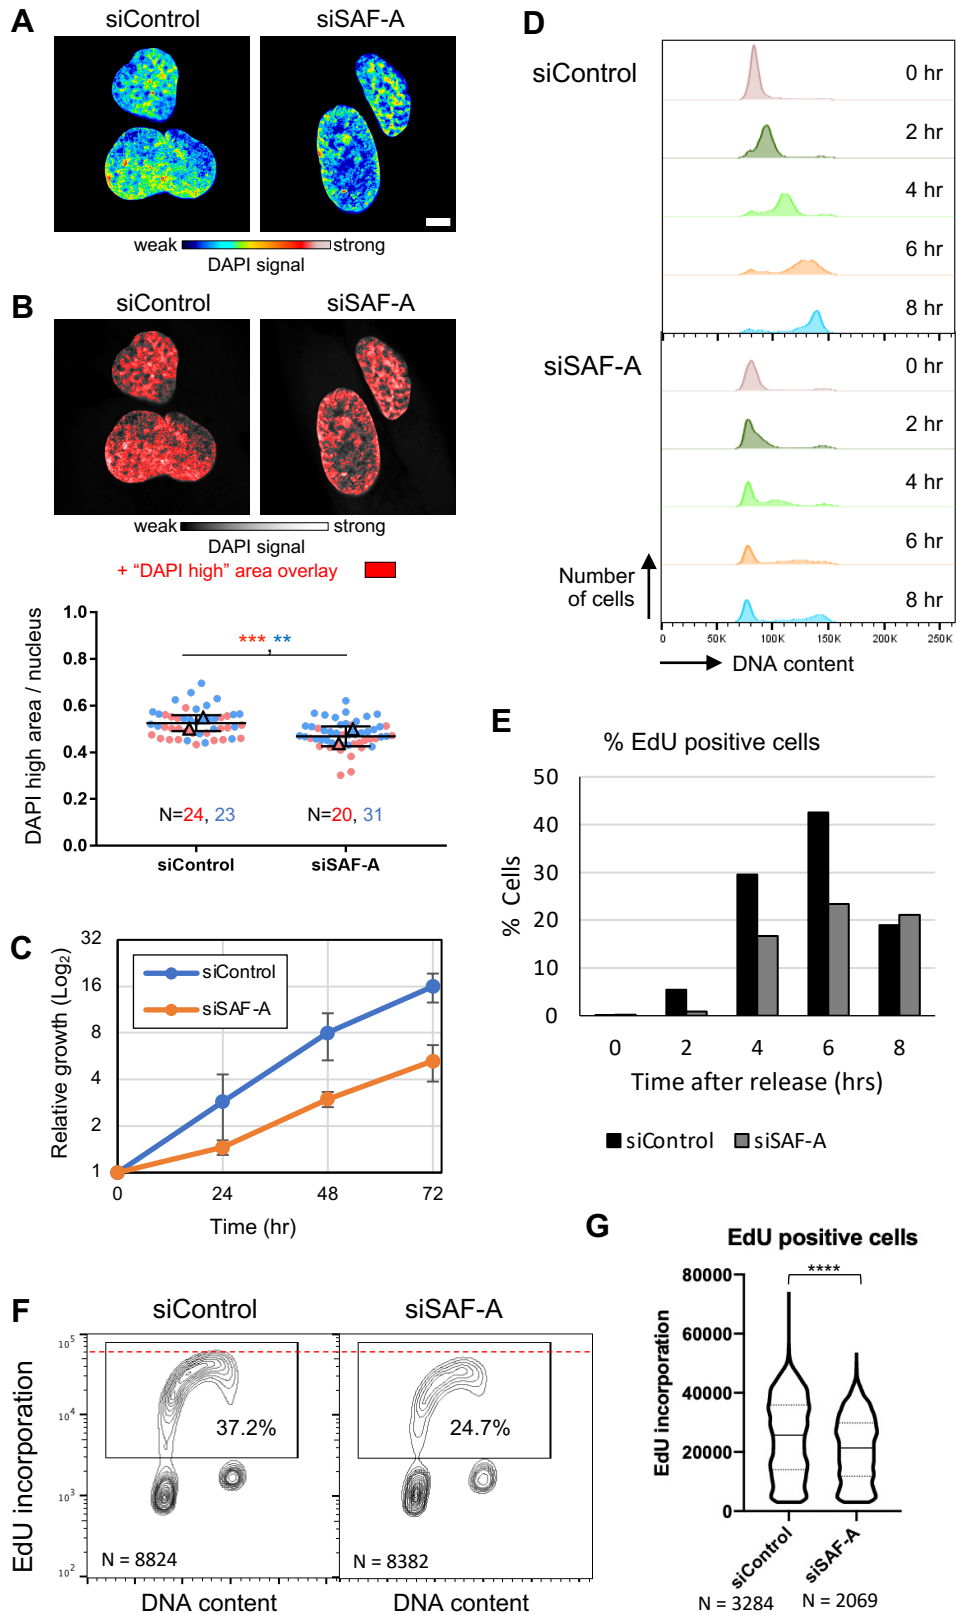 A
siControl
siSAF-A
weak
strong
DAPI signal
B
siControl
siSAF-A
weak
strong
DAPI signal
+ “DAPI high” area overlay
DAPI high area / nucleus
1.0
0.8
0.6
0.4
0.2
0.0
***, **
N=24, 23
N=20, 31
siControl
siSAF-A
C
Relative growth (Log2)
32
16
8
4
2
1
siControl
siSAF-A
0
24
48
72
Time (hr)
D
siControl
0 hr
2 hr
4 hr
6 hr
8 hr
siSAF-A
0 hr
2 hr
4 hr
6 hr
8 hr
Number
of cells
0
50K
100K
150K
200K
250K
DNA content
E
% EdU positive cells
% Cells
50
40
30
20
10
0
0
2
4
6
8
Time after release (hrs)
siControl
siSAF-A
F
siControl
siSAF-A
EdU incorporation
10^5
10^4
10^3
10^2
37.2%
24.7%
N = 8824
N = 8382
DNA content
DNA content
G
EdU positive cells
EdU incorporation
80000
60000
40000
20000
0
****
siControl
siSAF-A
N = 3284
N = 2069